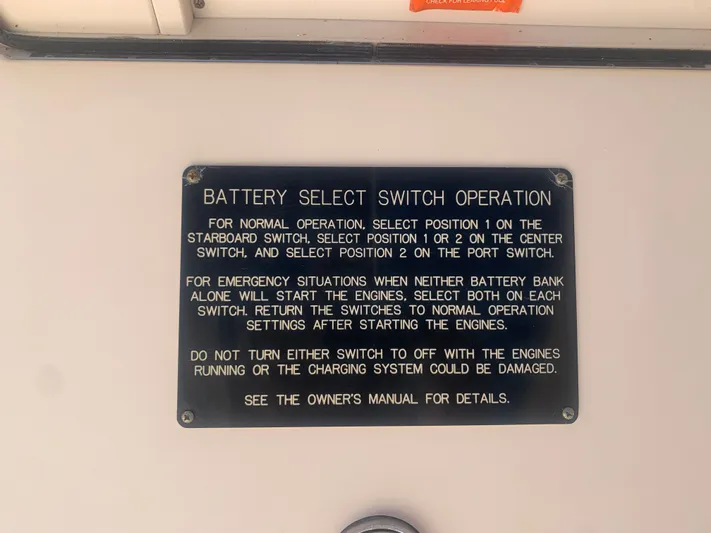 CHECK FOR LEAKING FUEL
BATTERY SELECT SWITCH OPERATION
FOR NORMAL OPERATION, SELECT POSITION 1 ON THE
STARBOARD SWITCH, SELECT POSITION 1 OR 2 ON THE CENTER
SWITCH, AND SELECT POSITION 2 ON THE PORT SWITCH.
FOR EMERGENCY SITUATIONS WHEN NEITHER BATTERY BANK
ALONE WILL START THE ENGINES, SELECT BOTH ON EACH
SWITCH. RETURN THE SWITCHES TO NORMAL OPERATION
SETTINGS AFTER STARTING THE ENGINES.
DO NOT TURN EITHER SWITCH TO OFF WITH THE ENGINES
RUNNING OR THE CHARGING SYSTEM COULD BE DAMAGED.
SEE THE OWNER'S MANUAL FOR DETAILS.